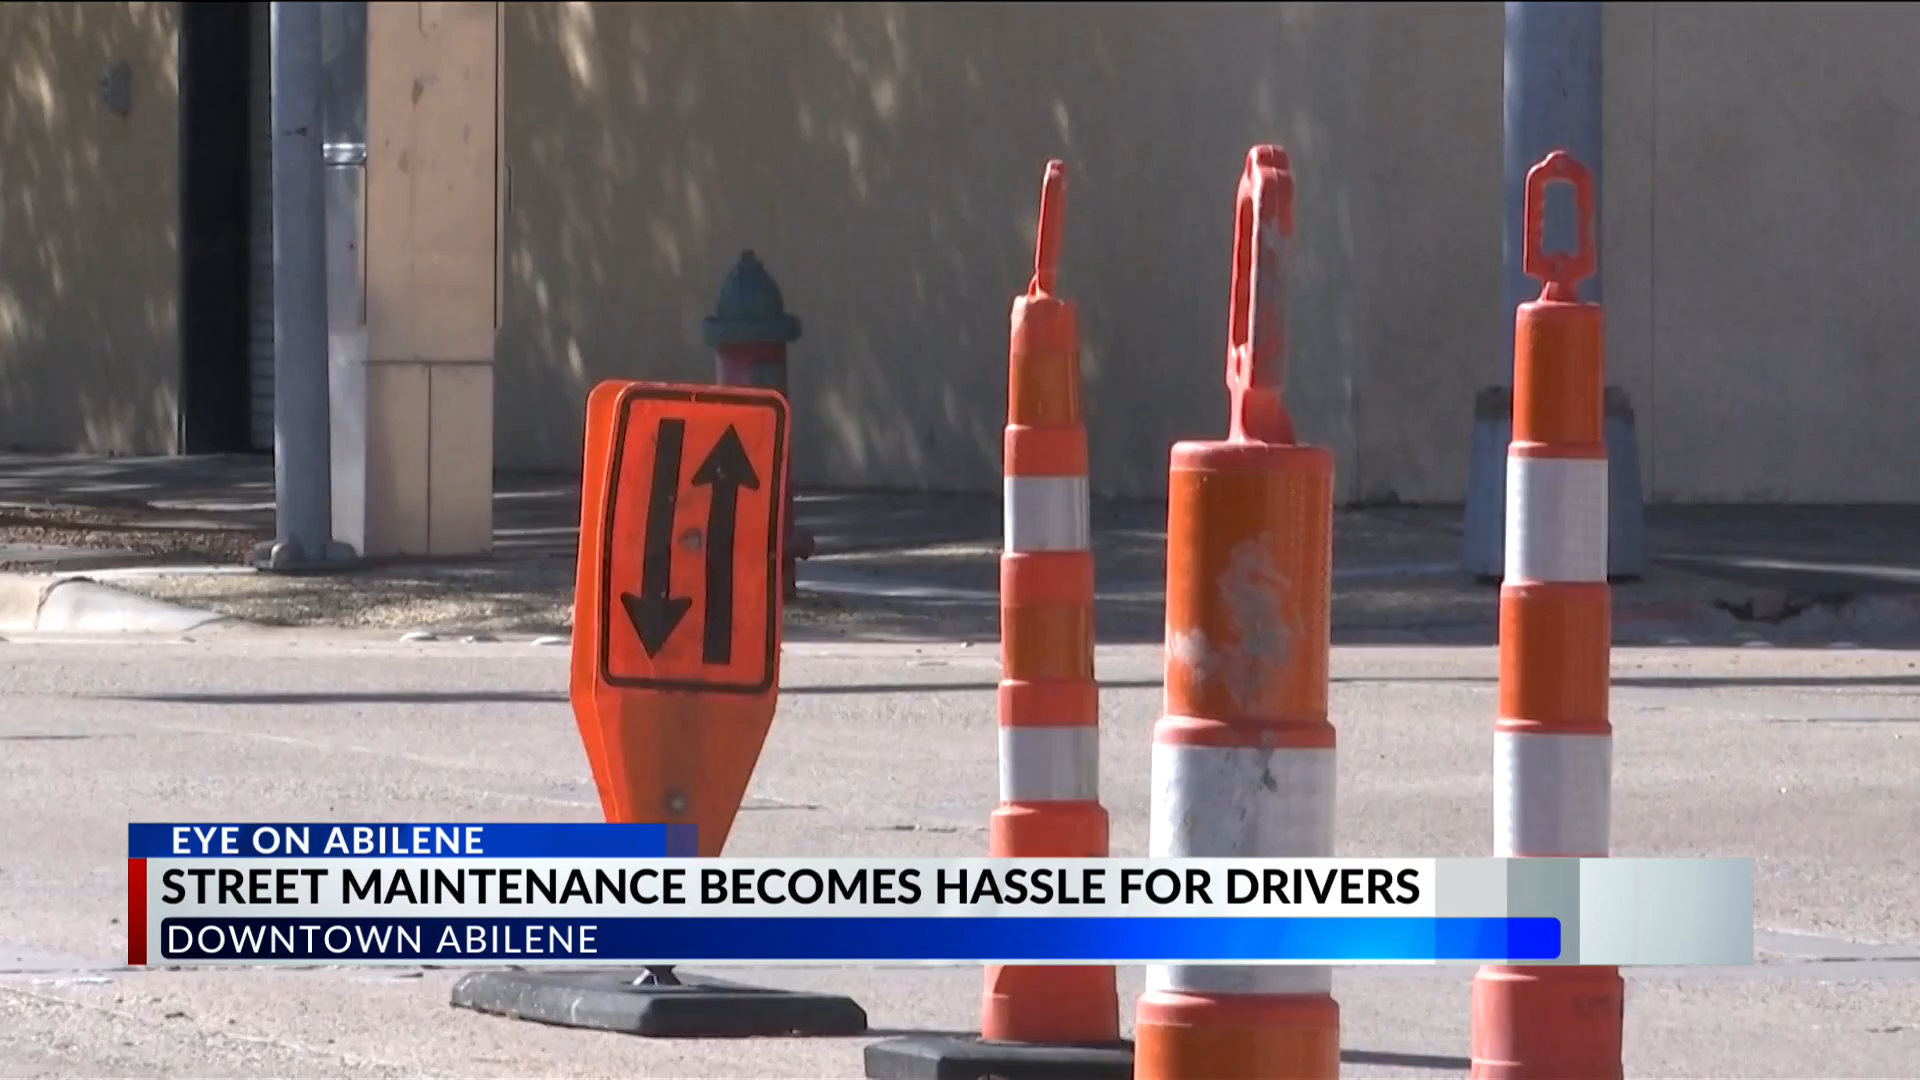 EYE ON ABILENE
STREET MAINTENANCE BECOMES HASSLE FOR DRIVERS
DOWNTOWN ABILENE